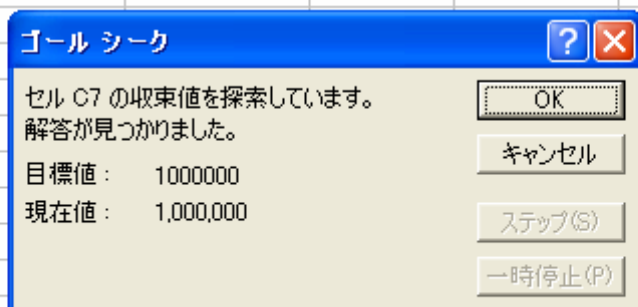 ゴール シーク
セル C7 の収束値を探索しています。
解答が見つかりました。
目標値： 1000000
現在値： 1,000,000
OK
キャンセル
ステップ(S)
一時停止(P)